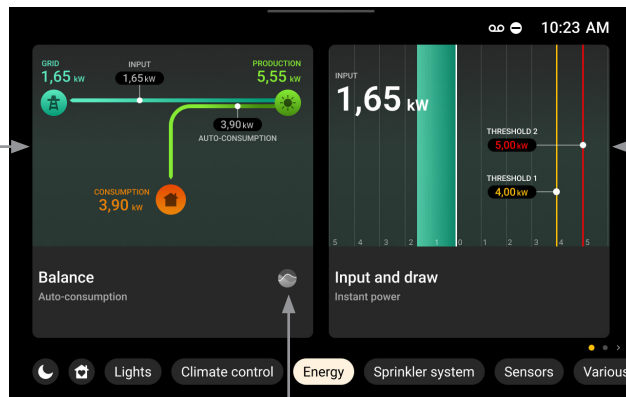 10:23 AM
GRID
1,65 kW
INPUT
1,65 kW
PRODUCTION
5,55 kW
3,90 kW
AUTO-CONSUMPTION
CONSUMPTION
3,90 kW
Balance
Auto-consumption
INPUT
1,65 kW
THRESHOLD 2
5,00 kW
THRESHOLD 1
4,00 kW
5 4 3 2 1 0 1 2 3 4 5
Input and draw
Instant power
Lights
Climate control
Energy
Sprinkler system
Sensors
Various